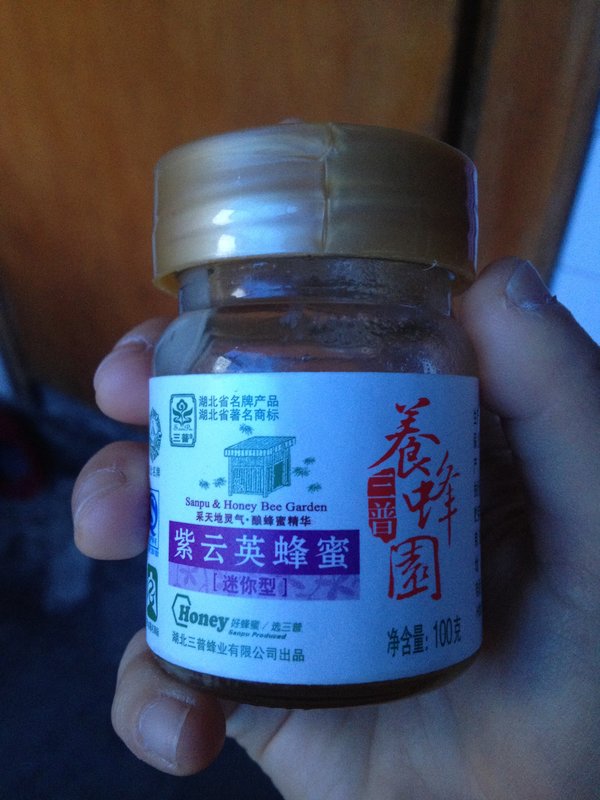 湖北省名牌产品
湖北省著名商标
三普®
Sanpu & Honey Bee Garden
采天地灵气·酿蜂蜜精华
紫云英蜂蜜
[迷你型]
Honey 好蜂蜜/选三普
Sanpu Produced
湖北三普蜂业有限公司出品
三普
養蜂園
净含量: 100克